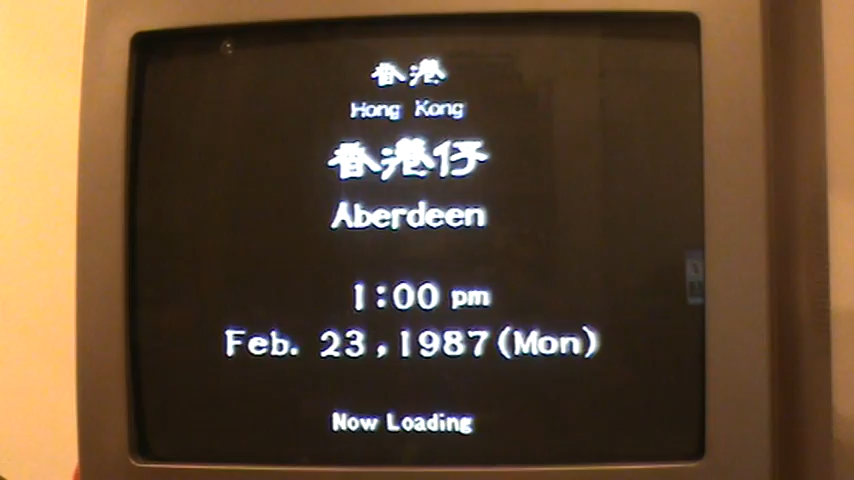 香港
Hong Kong
香港仔
Aberdeen
1:00 pm
Feb. 23,1987(Mon)
Now Loading